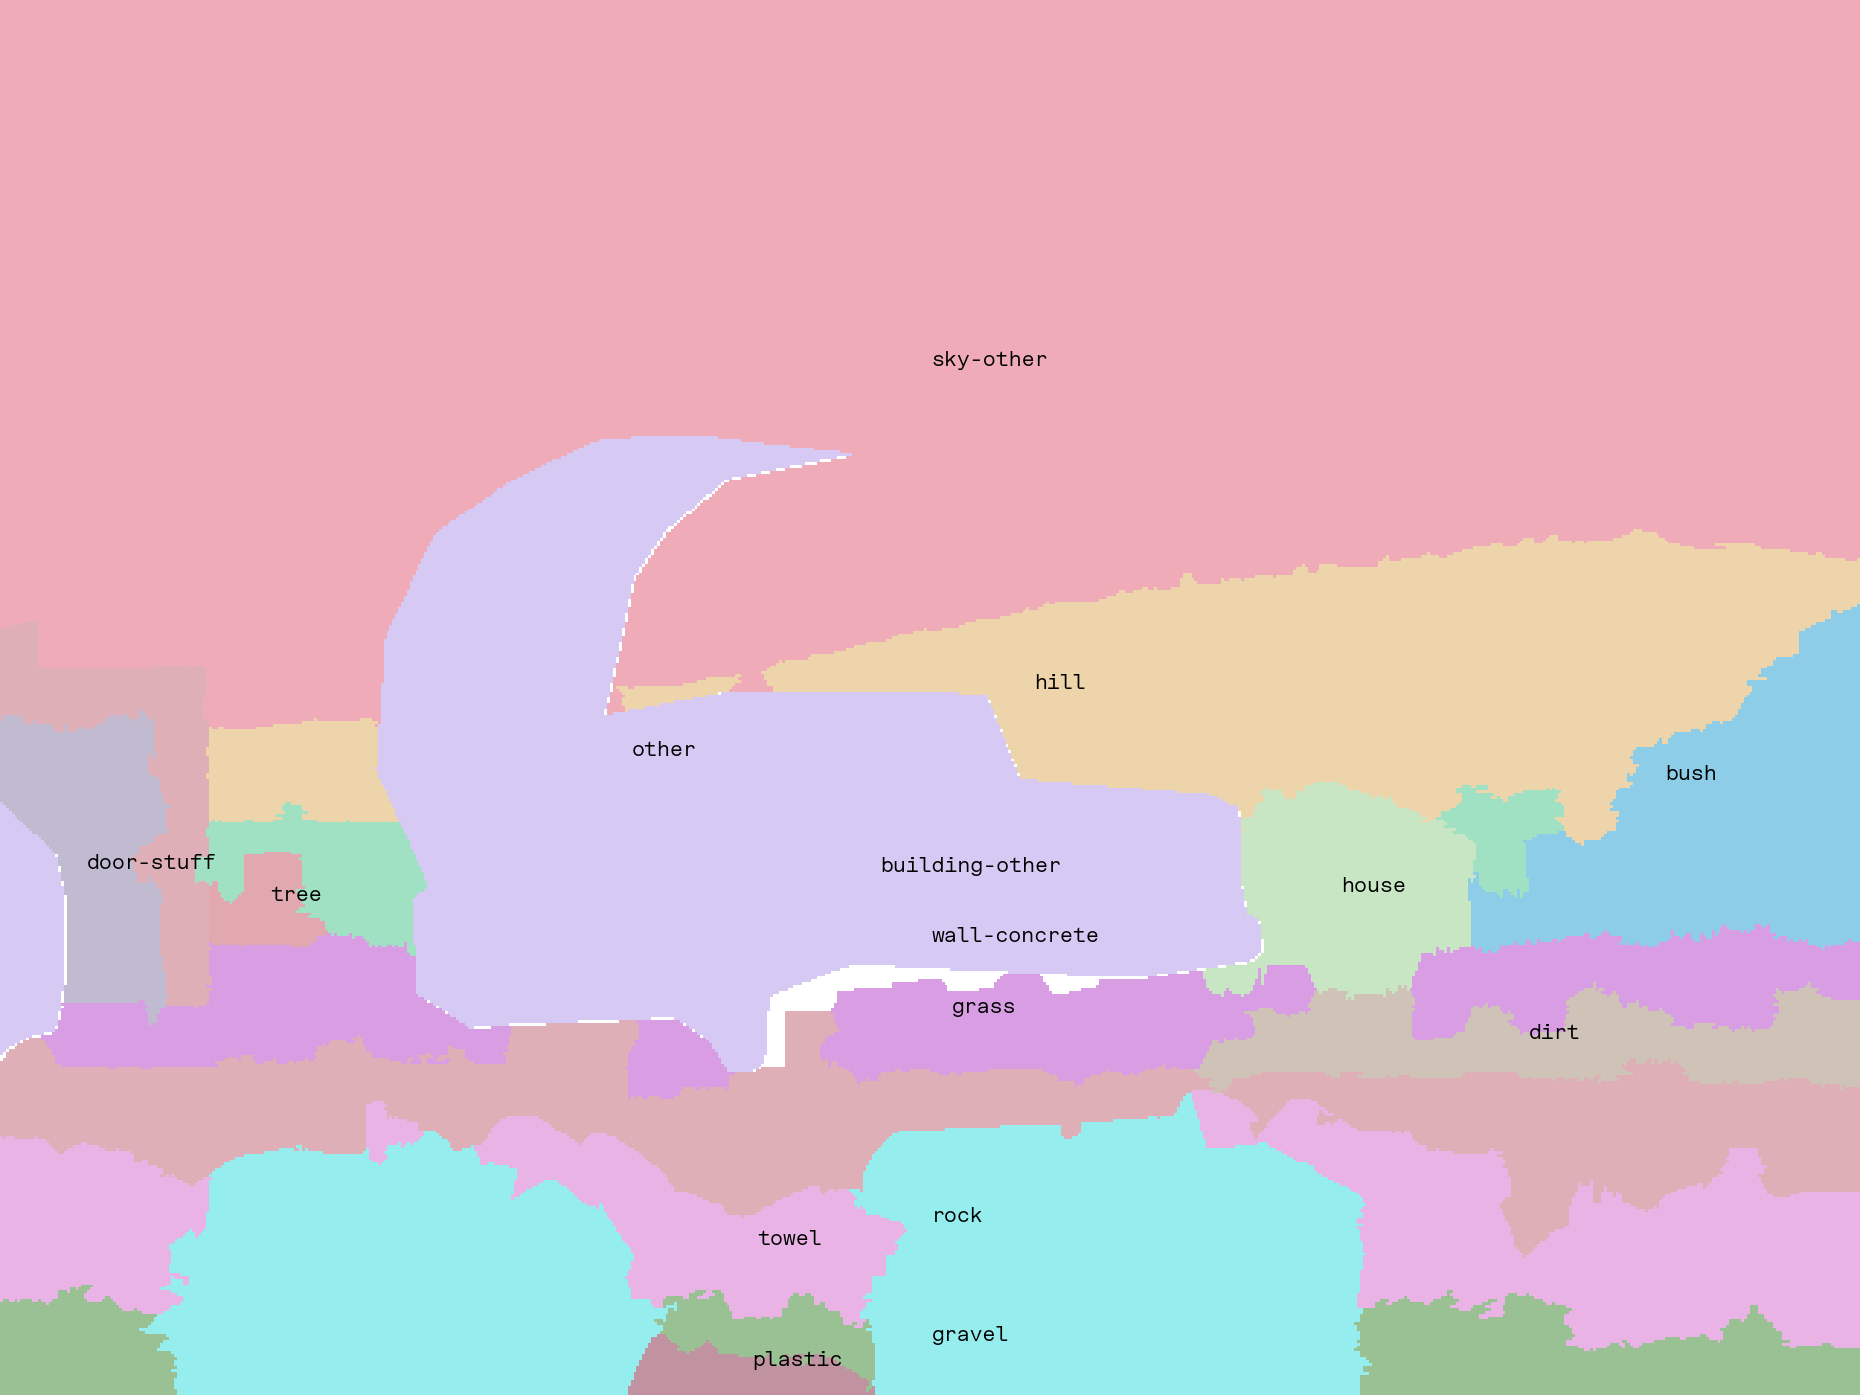 sky-other
hill
other
bush
door-stuff
building-other
house
tree
wall-concrete
grass
dirt
rock
towel
gravel
plastic